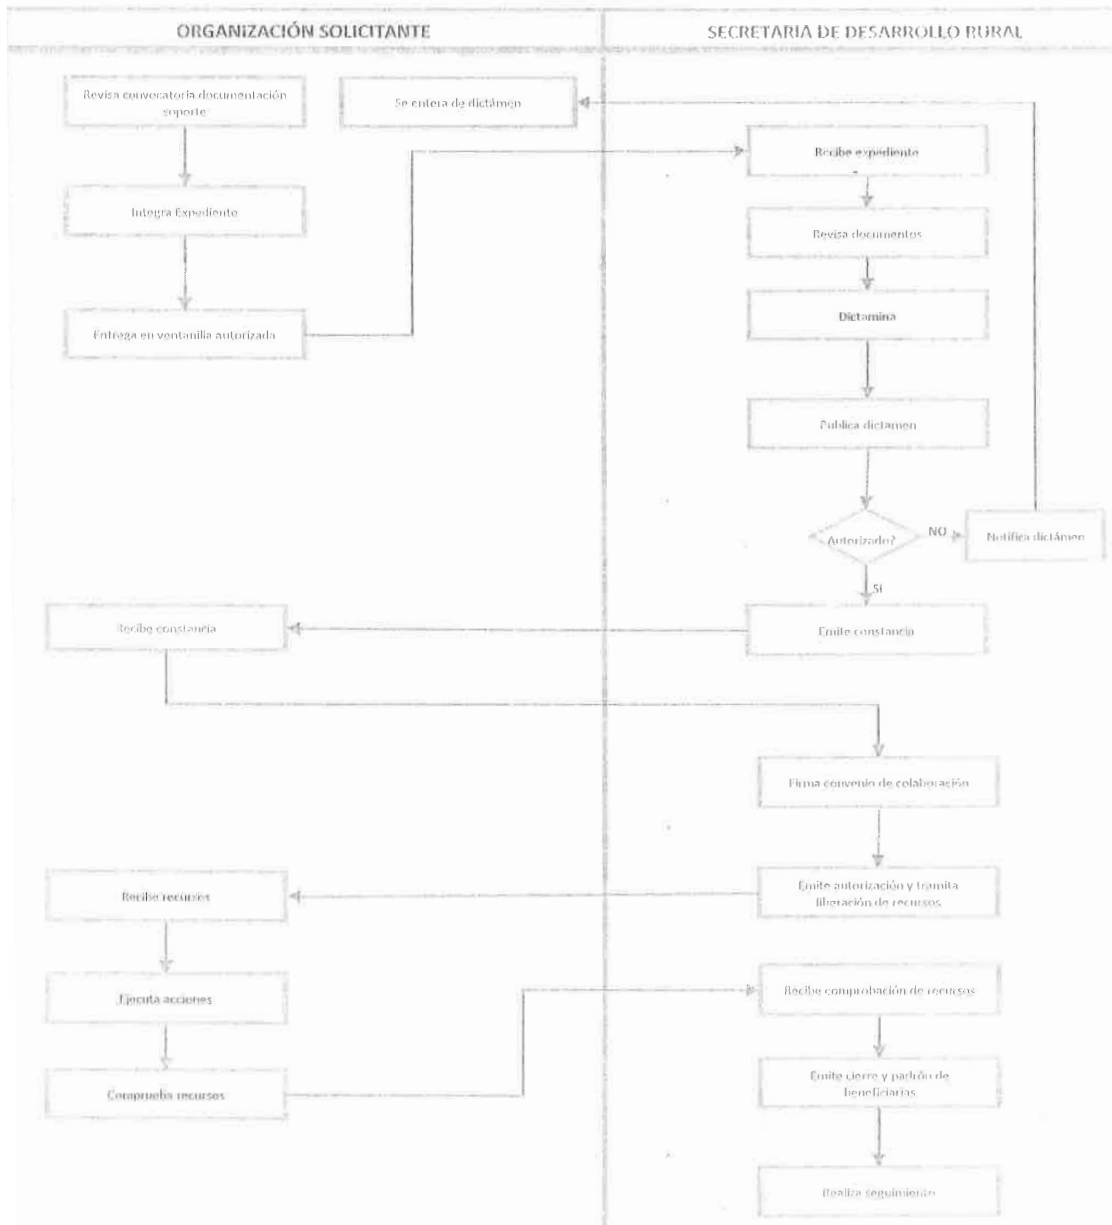 ORGANIZACIÓN SOLICITANTE
SECRETARIA DE DESARROLLO RURAL
Revisa convocatoria documentación
soporte
Se entera de dictámen
Recibe expediente
Integra Expediente
Revisa documentos
Entrega en ventanilla autorizada
Dictamina
Publica dictamen
Autorizado?
NO
Notifica dictámen
SI
Recibe constancia
Emite constancia
Firma convenio de colaboración
Recibe recursos
Emite autorización y tramita
liberación de recursos
Ejecuta acciones
Recibe comprobación de recursos
Comprueba recursos
Emite cierre y padrón de
beneficiarias
Realiza seguimiento